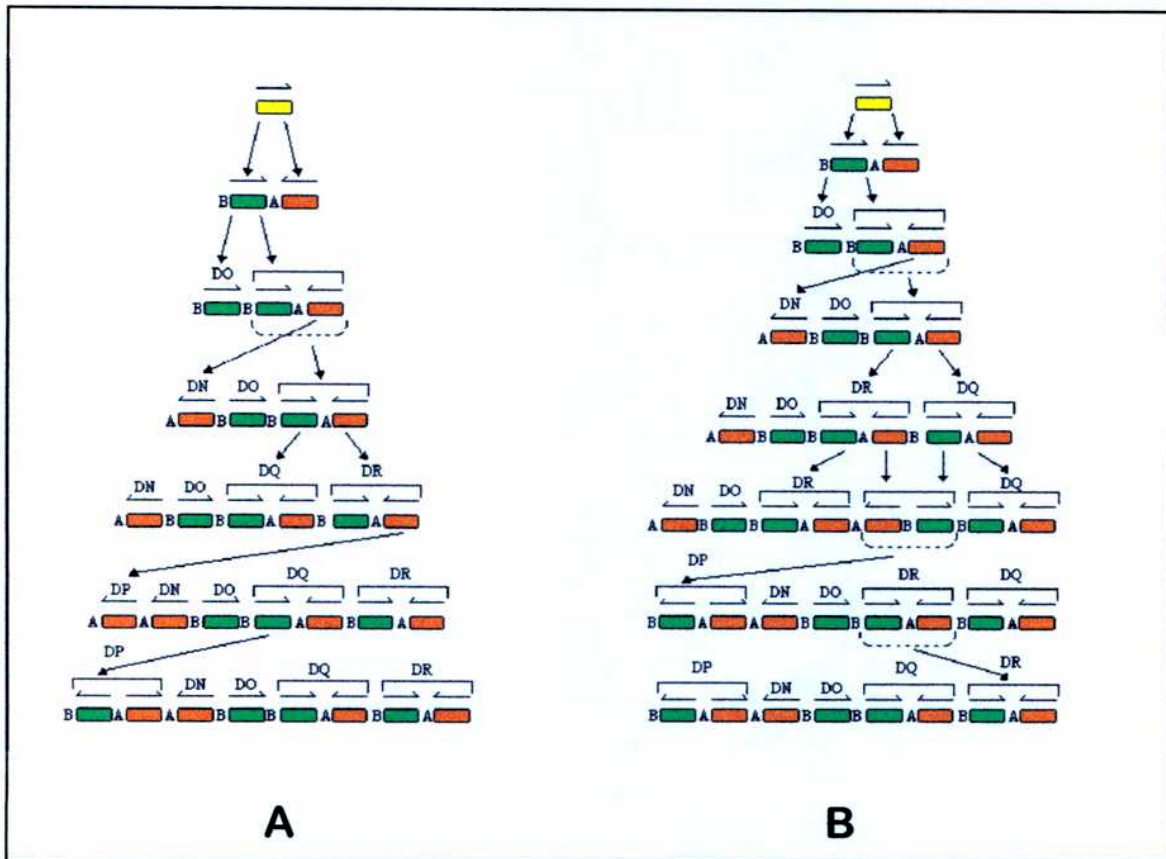 B A
DO
B B A
DN DO
A B B A
DQ DR
DN DO
A B B A B A
DQ DR
DP DN DO
A A B B A B A
DP
DQ DR
DN DO
B A A B B A B A
A
B A
DO
B B A
DN DO
A B B A
DR DQ
DN DO
A B B A B A
DR DQ
DN DO
A B B A A B B A
DP
DR DQ
DN DO
B A A B B A B A
DP DQ DR
DN DO
B A A B B A B A
B